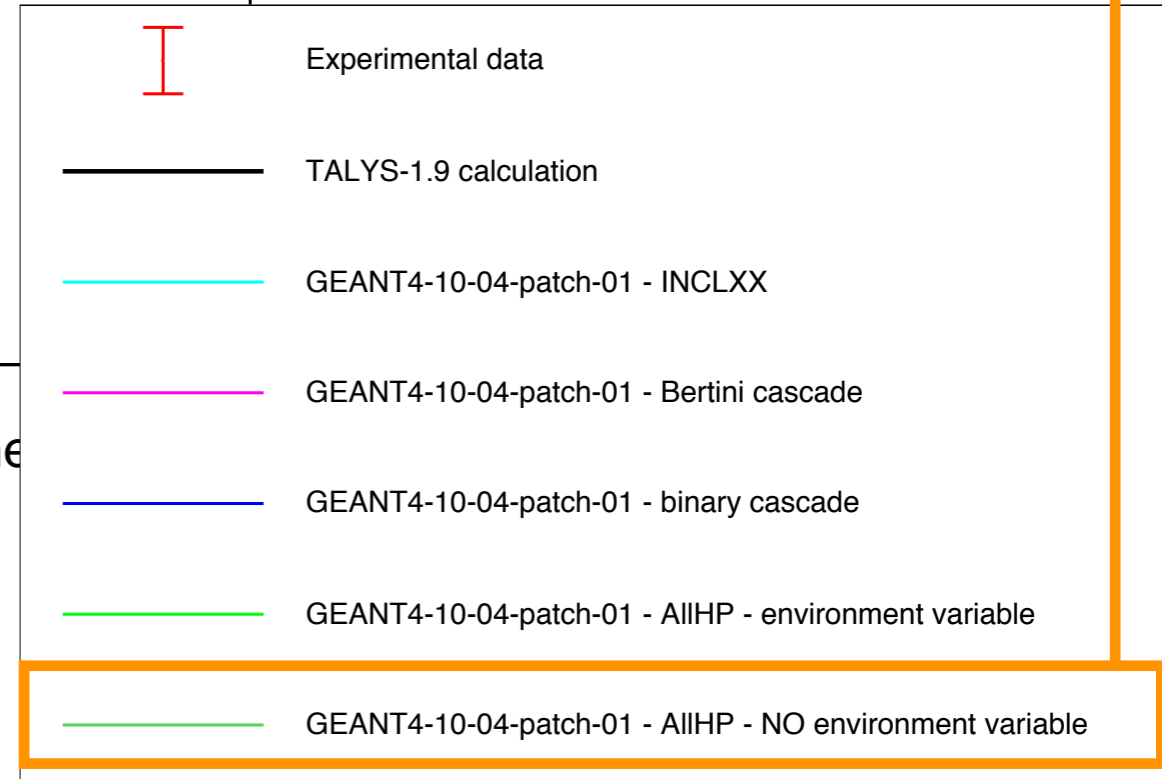 Experimental data
TALYS-1.9 calculation
GEANT4-10-04-patch-01 - INCLXX
GEANT4-10-04-patch-01 - Bertini cascade
GEANT4-10-04-patch-01 - binary cascade
GEANT4-10-04-patch-01 - AllHP - environment variable
GEANT4-10-04-patch-01 - AllHP - NO environment variable